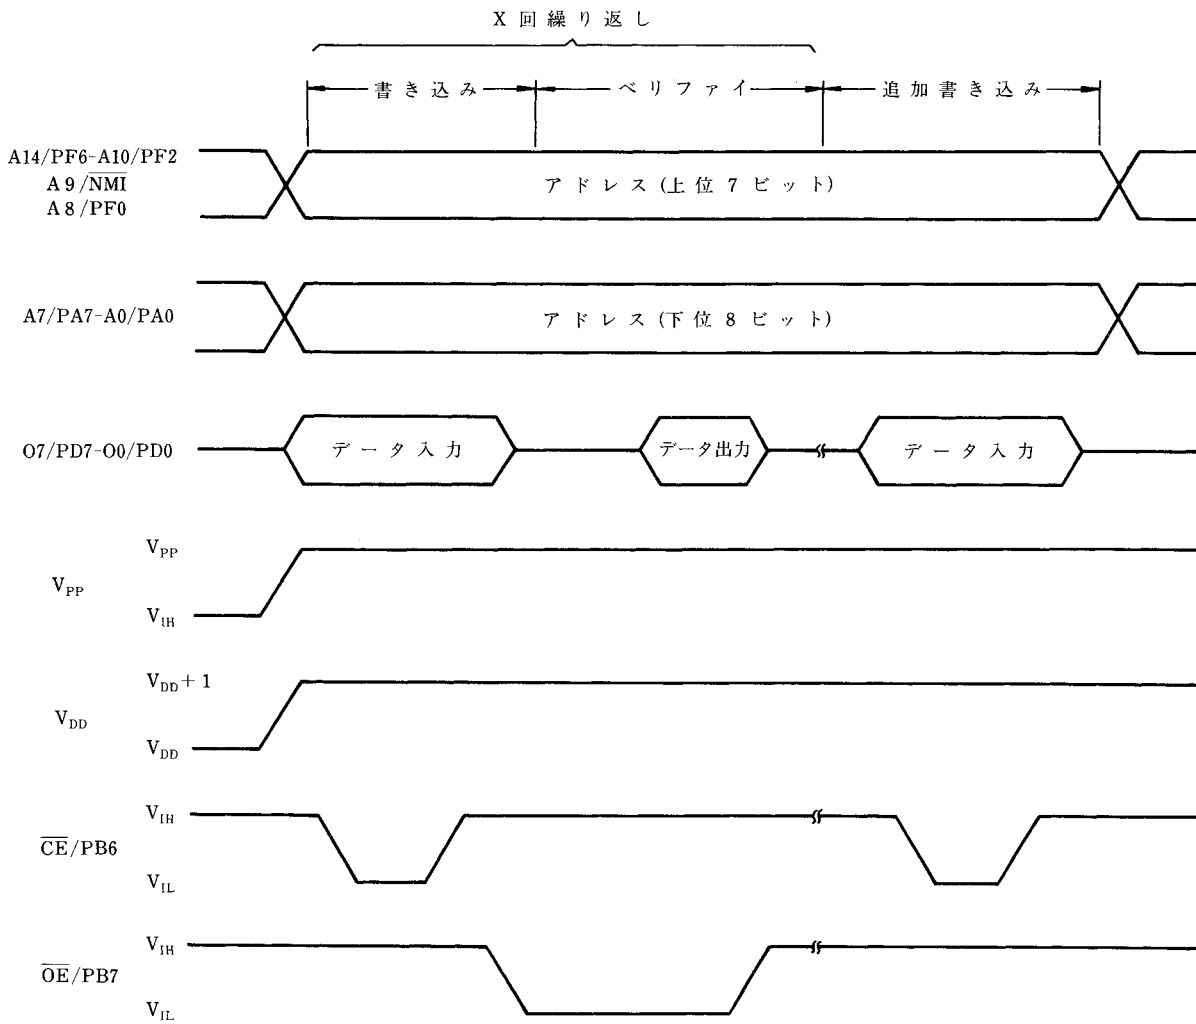 X 回繰り返し
書き込み ベリファイ 追加書き込み
A14/PF6-A10/PF2
A9/NMI
A8/PF0
アドレス(上位7ビット)
A7/PA7-A0/PA0
アドレス(下位8ビット)
O7/PD7-O0/PD0
データ入力 データ出力 データ入力
VPP
VPP
VIH
VDD+1
VDD
VDD
VIH
CE/PB6
VIL
VIH
OE/PB7
VIL